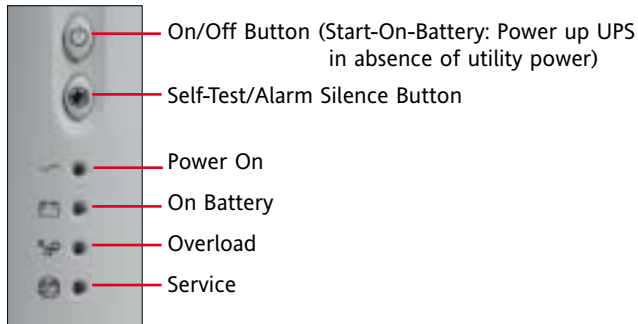 On/Off Button (Start-On-Battery: Power up UPS
in absence of utility power)
Self-Test/Alarm Silence Button
Power On
On Battery
Overload
Service